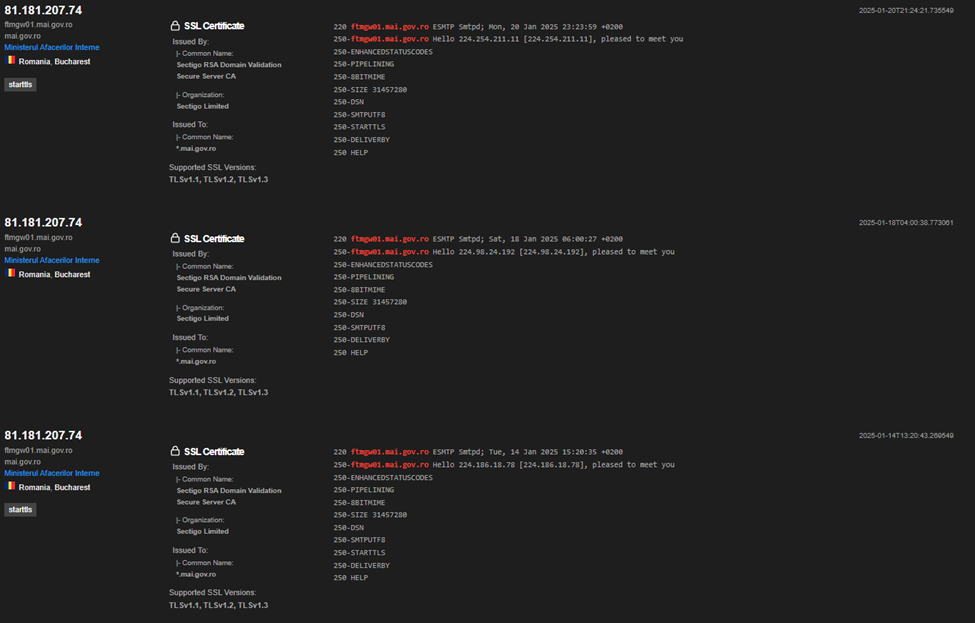 81.181.207.74
ftmgw01.mai.gov.ro
mai.gov.ro
Ministerul Afacerilor Interne
Romania, Bucharest
starttls
SSL Certificate
Issued By:
|- Common Name:
Sectigo RSA Domain Validation
Secure Server CA
|- Organization:
Sectigo Limited
Issued To:
|- Common Name:
*.mai.gov.ro
Supported SSL Versions:
TLSv1.1, TLSv1.2, TLSv1.3
220 ftmgw01.mai.gov.ro ESMTP Smtpd; Mon, 20 Jan 2025 23:23:59 +0200
250-ftmgw01.mai.gov.ro Hello 224.254.211.11 [224.254.211.11], pleased to meet you
250-ENHANCEDSTATUSCODES
250-PIPELINING
250-8BITMIME
250-SIZE 31457280
250-DSN
250-SMTPUTF8
250-STARTTLS
250-DELIVERBY
250 HELP
2025-01-20T21:24:21.735549
81.181.207.74
ftmgw01.mai.gov.ro
mai.gov.ro
Ministerul Afacerilor Interne
Romania, Bucharest
SSL Certificate
Issued By:
|- Common Name:
Sectigo RSA Domain Validation
Secure Server CA
|- Organization:
Sectigo Limited
Issued To:
|- Common Name:
*.mai.gov.ro
Supported SSL Versions:
TLSv1.1, TLSv1.2, TLSv1.3
220 ftmgw01.mai.gov.ro ESMTP Smtpd; Sat, 18 Jan 2025 06:00:27 +0200
250-ftmgw01.mai.gov.ro Hello 224.98.24.192 [224.98.24.192], pleased to meet you
250-ENHANCEDSTATUSCODES
250-PIPELINING
250-8BITMIME
250-SIZE 31457280
250-DSN
250-SMTPUTF8
250-DELIVERBY
250 HELP
2025-01-18T04:00:38.773061
81.181.207.74
ftmgw01.mai.gov.ro
mai.gov.ro
Ministerul Afacerilor Interne
Romania, Bucharest
starttls
SSL Certificate
Issued By:
|- Common Name:
Sectigo RSA Domain Validation
Secure Server CA
|- Organization:
Sectigo Limited
Issued To:
|- Common Name:
*.mai.gov.ro
Supported SSL Versions:
TLSv1.1, TLSv1.2, TLSv1.3
220 ftmgw01.mai.gov.ro ESMTP Smtpd; Tue, 14 Jan 2025 15:20:35 +0200
250-ftmgw01.mai.gov.ro Hello 224.186.18.78 [224.186.18.78], pleased to meet you
250-ENHANCEDSTATUSCODES
250-PIPELINING
250-8BITMIME
250-SIZE 31457280
250-DSN
250-SMTPUTF8
250-STARTTLS
250-DELIVERBY
250 HELP
2025-01-14T13:20:43.269549